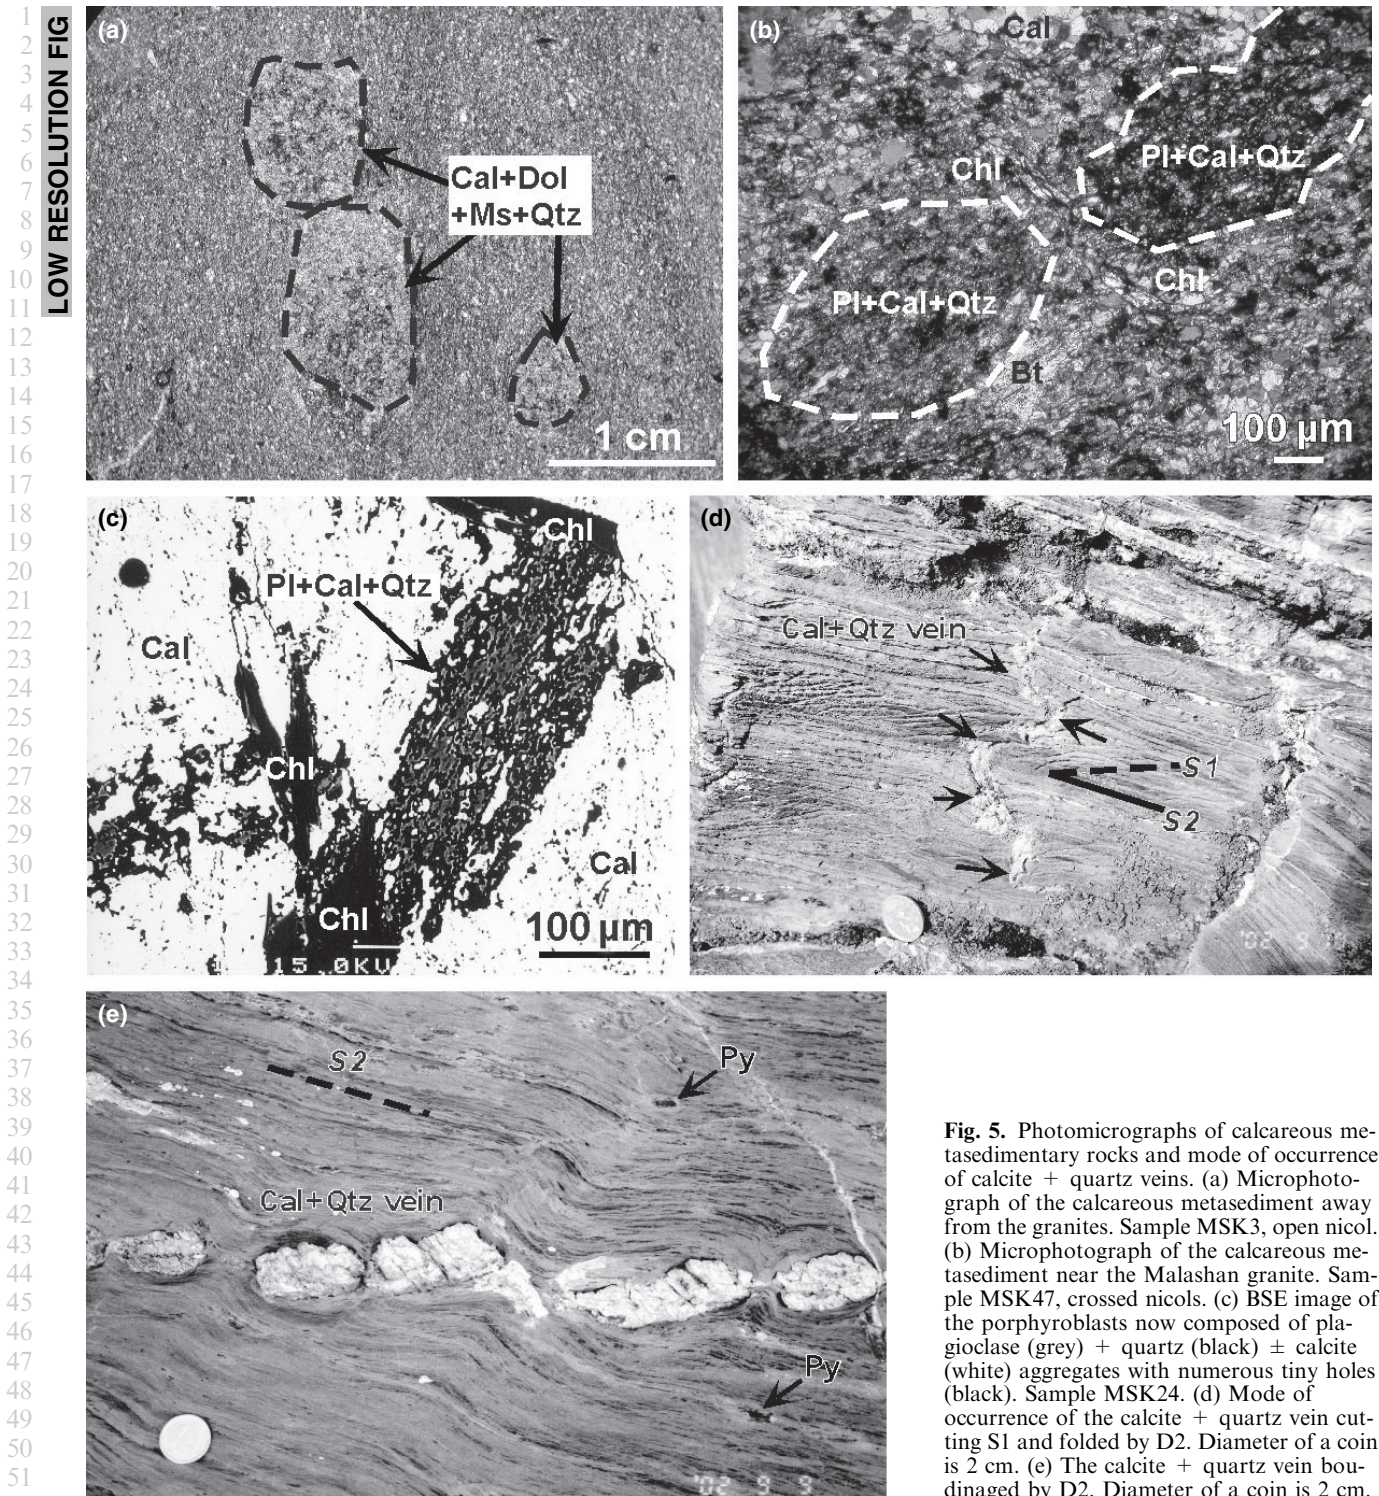 1
2
3
4
5
6
7
8
9
10
11
12
13
14
15
16
17
18
19
20
21
22
23
24
25
26
27
28
29
30
31
32
33
34
35
36
37
38
39
40
41
42
43
44
45
46
47
48
49
50
51
LOW RESOLUTION FIG
(a)
Cal+Dol
+Ms+Qtz
1 cm
(b)
Cal
Pl+Cal+Qtz
Chl
Chl
Pl+Cal+Qtz
Bt
100 µm
(c)
Chl
Pl+Cal+Qtz
Cal
Chl
Cal
Chl
100 µm
15.0KV
(d)
Cal+Qtz vein
S1
S2
'02 9
(e)
S2
Py
Cal+Qtz vein
Py
'02 9 9
Fig. 5. Photomicrographs of calcareous me-
tasedimentary rocks and mode of occurrence
of calcite + quartz veins. (a) Microphoto-
graph of the calcareous metasediment away
from the granites. Sample MSK3, open nicol.
(b) Microphotograph of the calcareous me-
tasediment near the Malashan granite. Sam-
ple MSK47, crossed nicols. (c) BSE image of
the porphyroblasts now composed of pla-
gioclase (grey) + quartz (black) ± calcite
(white) aggregates with numerous tiny holes
(black). Sample MSK24. (d) Mode of
occurrence of the calcite + quartz vein cut-
ting S1 and folded by D2. Diameter of a coin
is 2 cm. (e) The calcite + quartz vein bou-
dinaged by D2. Diameter of a coin is 2 cm.